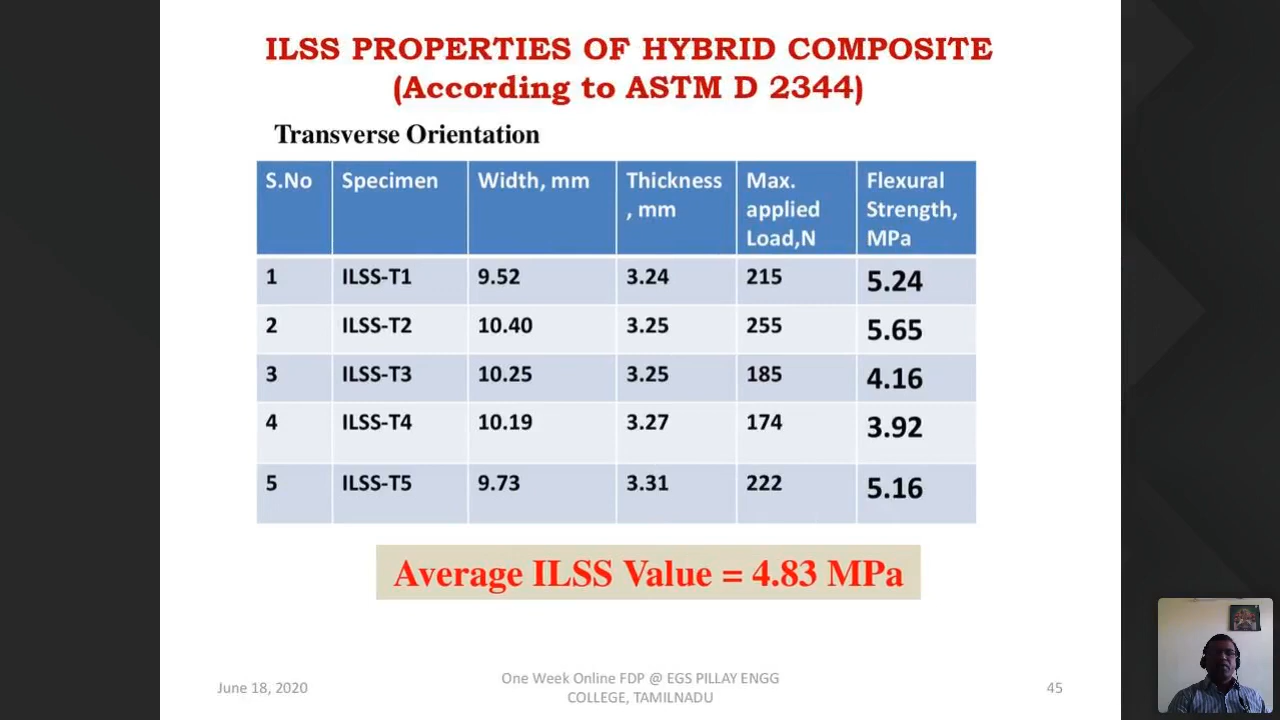 ILSS PROPERTIES OF HYBRID COMPOSITE
(According to ASTM D 2344)
Transverse Orientation
S.No Specimen Width, mm Thickness, mm Max. applied Load,N Flexural Strength, MPa
1 ILSS-T1 9.52 3.24 215 5.24
2 ILSS-T2 10.40 3.25 255 5.65
3 ILSS-T3 10.25 3.25 185 4.16
4 ILSS-T4 10.19 3.27 174 3.92
5 ILSS-T5 9.73 3.31 222 5.16
Average ILSS Value = 4.83 MPa
June 18, 2020
One Week Online FDP @ EGS PILLAY ENGG
COLLEGE, TAMILNADU
45